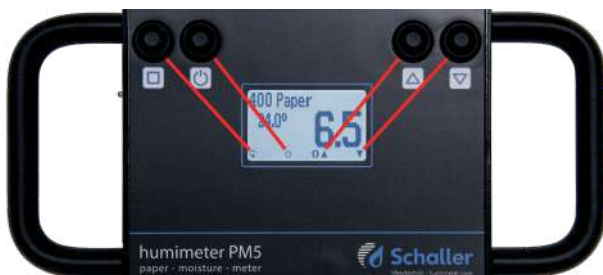 400 Paper
24.0°
6.5
humimeter PM5
paper - moisture - meter
Schaller